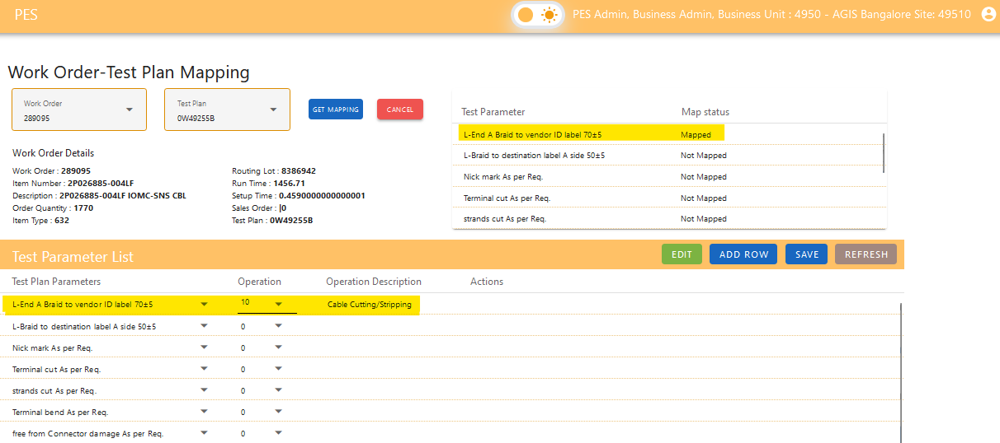 PES
PES Admin, Business Admin, Business Unit : 4950 - AGIS Bangalore Site: 49510
Work Order-Test Plan Mapping
Work Order
289095
Test Plan
0W49255B
GET MAPPING
CANCEL
Test Parameter Map status
L-End A Braid to vendor ID label 70±5 Mapped
L-Braid to destination label A side 50±5 Not Mapped
Nick mark As per Req. Not Mapped
Terminal cut As per Req. Not Mapped
strands cut As per Req. Not Mapped
Work Order Details
Work Order : 289095 Routing Lot : 8386942
Item Number : 2P026885-004LF Run Time : 1456.71
Description : 2P026885-004LF IOMC-SNS CBL Setup Time : 0.4590000000000001
Order Quantity : 1770 Sales Order : |0
Item Type : 632 Test Plan : 0W49255B
Test Parameter List EDIT ADD ROW SAVE REFRESH
Test Plan Parameters Operation Operation Description Actions
L-End A Braid to vendor ID label 70±5 10 Cable Cutting/Stripping
L-Braid to destination label A side 50±5 0
Nick mark As per Req. 0
Terminal cut As per Req. 0
strands cut As per Req. 0
Terminal bend As per Req. 0
free from Connector damage As per Req. 0